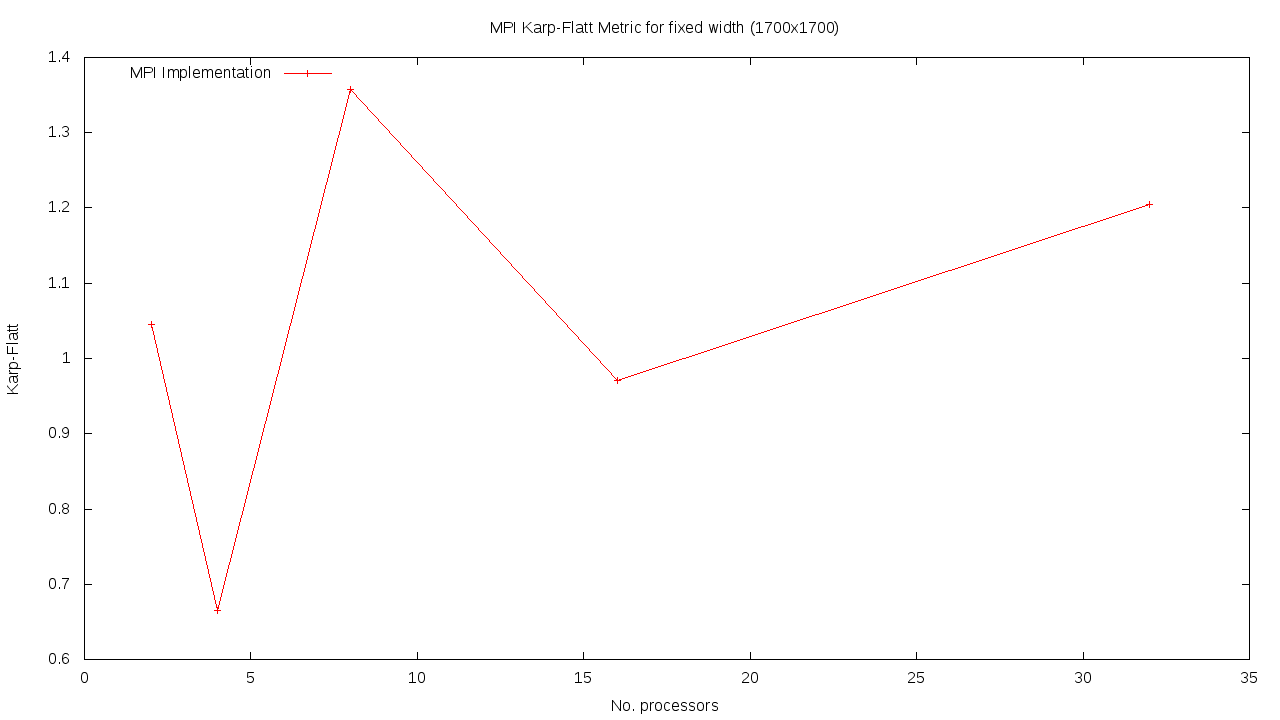 MPI Karp-Flatt Metric for fixed width (1700x1700)
MPI Implementation
Karp-Flatt
1.4
1.3
1.2
1.1
1
0.9
0.8
0.7
0.6
0 5 10 15 20 25 30 35
No. processors